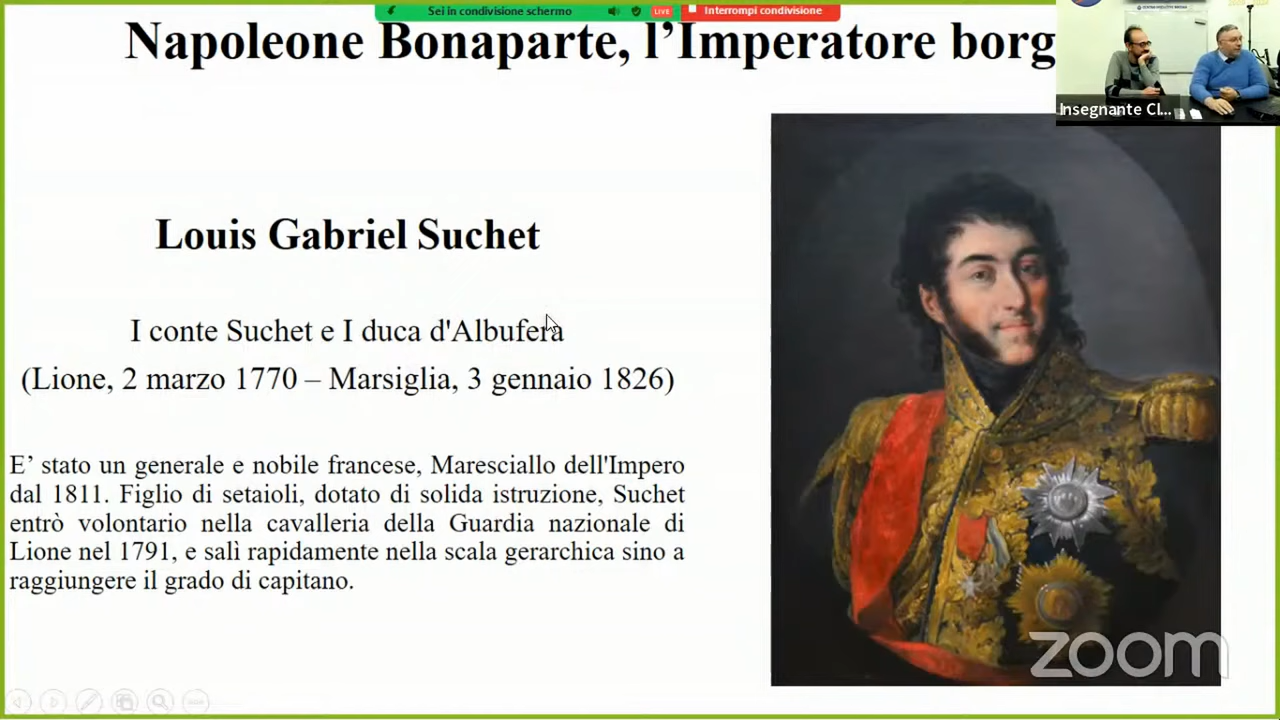 Sei in condivisione schermo
LIVE
Interrompi condivisione
Napoleone Bonaparte, l’Imperatore borg
Insegnante Cl...
Louis Gabriel Suchet
I conte Suchet e I duca d'Albufera
(Lione, 2 marzo 1770 – Marsiglia, 3 gennaio 1826)
E’ stato un generale e nobile francese, Maresciallo dell'Impero
dal 1811. Figlio di setaioli, dotato di solida istruzione, Suchet
entrò volontario nella cavalleria della Guardia nazionale di
Lione nel 1791, e salì rapidamente nella scala gerarchica sino a
raggiungere il grado di capitano.
zoom